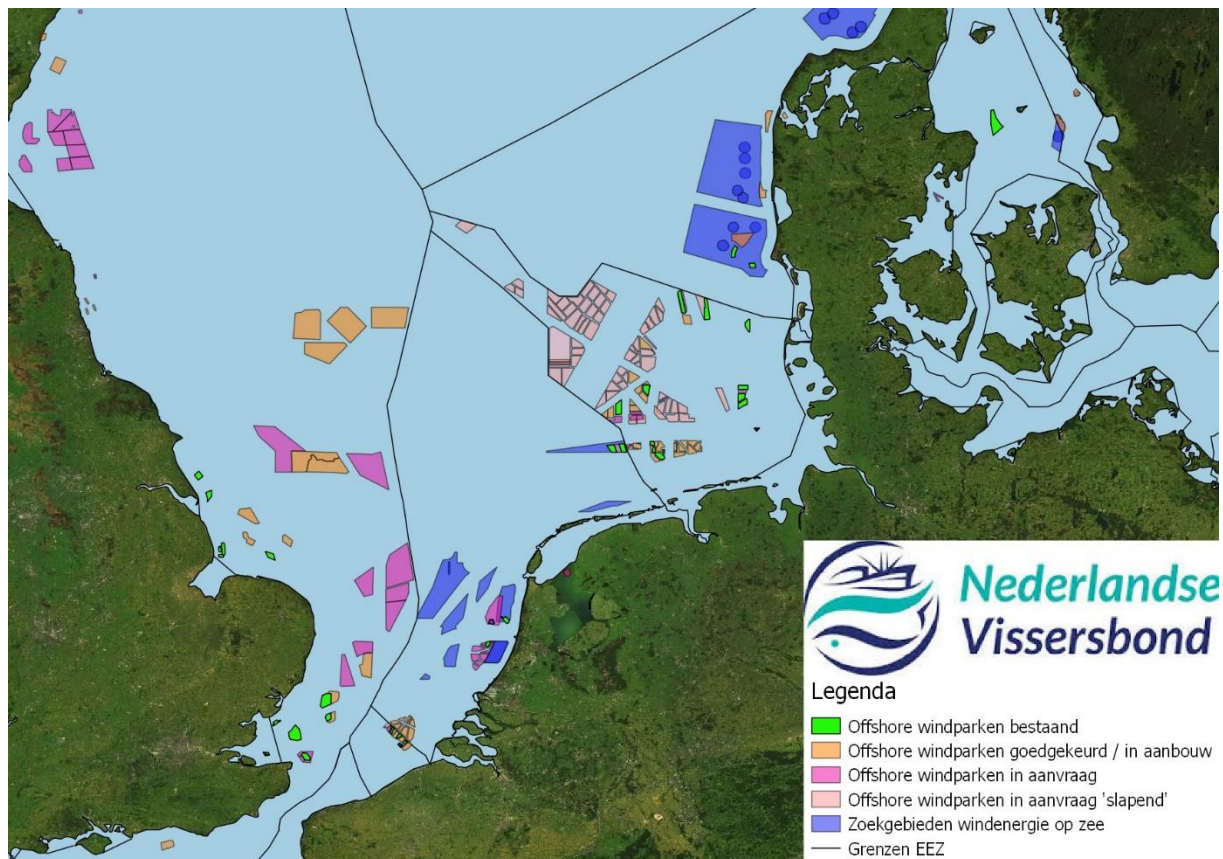 Nederlandse
Vissersbond
Legenda
Offshore windparken bestaand
Offshore windparken goedgekeurd / in aanbouw
Offshore windparken in aanvraag
Offshore windparken in aanvraag 'slapend'
Zoekgebieden windenergie op zee
Grenzen EEZ